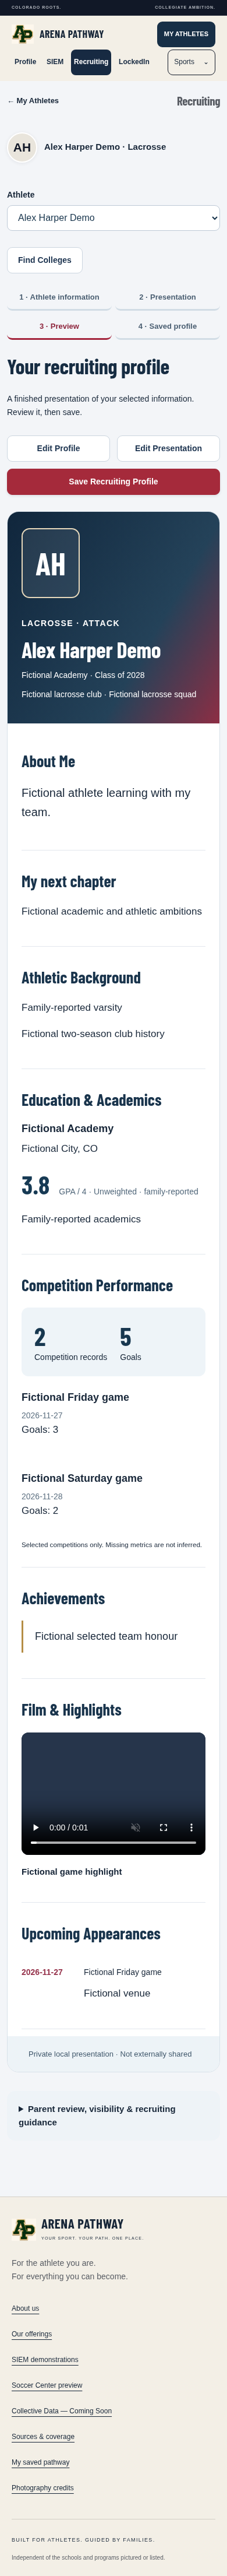 COLORADO ROOTS.
COLLEGIATE AMBITION.
AP
ARENA PATHWAY
MY ATHLETES
Profile
SIEM
Recruiting
LockedIn
Sports
← My Athletes
Recruiting
AH
Alex Harper Demo · Lacrosse
Athlete
Alex Harper Demo
Find Colleges
1 · Athlete information
2 · Presentation
3 · Preview
4 · Saved profile
Your recruiting profile
A finished presentation of your selected information.
Review it, then save.
Edit Profile
Edit Presentation
Save Recruiting Profile
AH
LACROSSE · ATTACK
Alex Harper Demo
Fictional Academy · Class of 2028
Fictional lacrosse club · Fictional lacrosse squad
About Me
Fictional athlete learning with my
team.
My next chapter
Fictional academic and athletic ambitions
Athletic Background
Family-reported varsity
Fictional two-season club history
Education & Academics
Fictional Academy
Fictional City, CO
3.8 GPA / 4 · Unweighted · family-reported
Family-reported academics
Competition Performance
2
Competition records
5
Goals
Fictional Friday game
2026-11-27
Goals: 3
Fictional Saturday game
2026-11-28
Goals: 2
Selected competitions only. Missing metrics are not inferred.
Achievements
Fictional selected team honour
Film & Highlights
0:00 / 0:01
Fictional game highlight
Upcoming Appearances
2026-11-27
Fictional Friday game
Fictional venue
Private local presentation · Not externally shared
▶ Parent review, visibility & recruiting
guidance
AP
ARENA PATHWAY
YOUR SPORT. YOUR PATH. ONE PLACE.
For the athlete you are.
For everything you can become.
About us
Our offerings
SIEM demonstrations
Soccer Center preview
Collective Data — Coming Soon
Sources & coverage
My saved pathway
Photography credits
BUILT FOR ATHLETES. GUIDED BY FAMILIES.
Independent of the schools and programs pictured or listed.